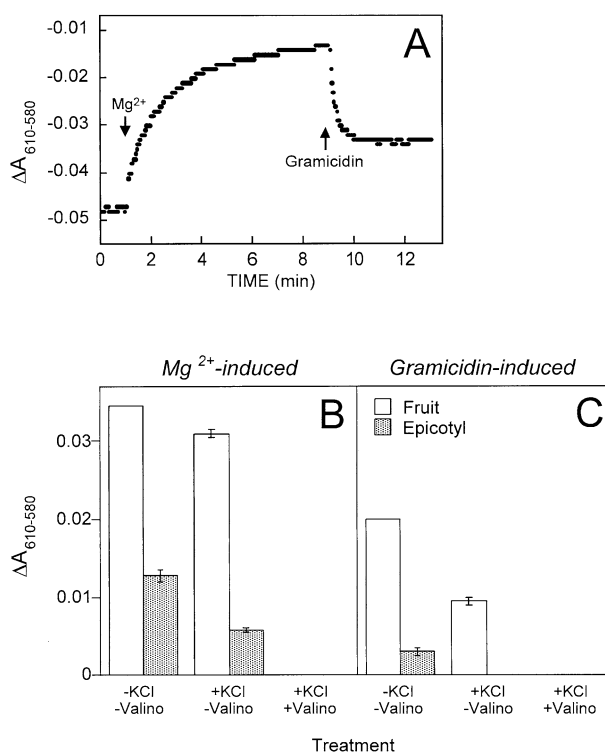 A
-0.01
-0.02
-0.03
-0.04
-0.05
ΔA610-580
Mg2+
Gramicidin
0 2 4 6 8 10 12
TIME (min)
Mg 2+-induced Gramicidin-induced
B C
Fruit
Epicotyl
0.03
0.02
0.01
0
ΔA610-580
-KCl +KCl +KCl -KCl +KCl +KCl
-Valino -Valino +Valino -Valino -Valino +Valino
Treatment